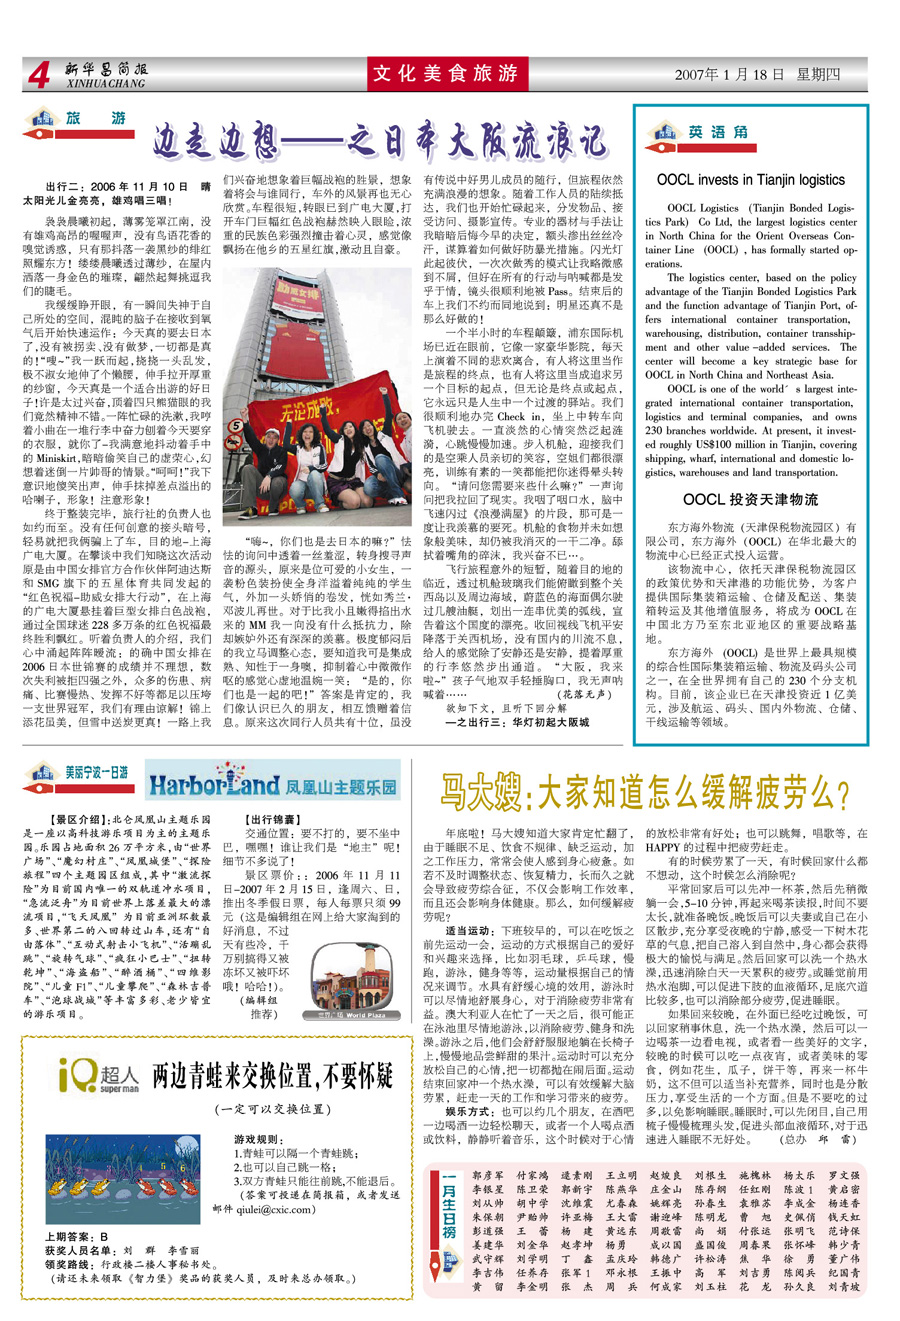 4
新华昌简报
XINHUACHANG
文化美食旅游
2007年1月18日 星期四
旅 游
边走边想——之日本大阪流浪记
出行二：2006 年 11 月 10 日 晴
太阳光儿金亮亮，雄鸡唱三唱！
袅袅晨曦初起，薄雾笼罩江南，没
有雄鸡高昂的喔喔声，没有鸟语花香的
嗅觉诱惑，只有那抖落一袭黑纱的绯红
照耀东方！缕缕晨曦透过薄纱，在屋内
洒落一身金色的璀璨，翩然起舞挑逗我
们的睫毛。
我缓缓睁开眼，有一瞬间失神于自
己所处的空间，混盹的脑子在接收到氧
气后开始快速运作：今天真的要去日本
了,没有被拐卖、没有做梦,一切都是真
的！“嗖~”我一跃而起,挠挠一头乱发,
极不淑女地伸了个懒腰，伸手拉开厚重
的纱窗，今天真是一个适合出游的好日
子！许是太过兴奋,顶着四只熊猫眼的我
们竟然精神不错。一阵忙碌的洗漱,我哼
着小曲在一堆行李中奋力刨着今天要穿
的衣服，就你了-我满意地抖动着手中
的 Miniskirt,暗暗偷笑自己的虚荣心,幻
想着迷倒一片帅哥的情景。“呵呵!”我下
意识地傻笑出声，伸手抹掉差点溢出的
哈喇子，形象！注意形象！
终于整装完毕，旅行社的负责人也
如约而至。没有任何创意的接头暗号，
轻易就把我俩骗上了车，目的地-上海
广电大厦。在攀谈中我们知晓这次活动
原是由中国女排官方合作伙伴阿迪达斯
和 SMG 旗下的五星体育共同发起的
“红色祝福-助威女排大行动”，在上海
的广电大厦悬挂着巨型女排白色战袍，
通过全国球迷 228 多万条的红色祝福最
终胜利飘红。听着负责人的介绍，我们
心中涌起阵阵暧流；的确中国女排在
2006 日本世锦赛的成绩并不理想，数
次失利被拒四强之外，众多的伤患、病
痛、比赛慢热、发挥不好等都足以压垮
一支世界冠军，我们有理由谅解！锦上
添花虽美，但雪中送炭更真！一路上我
们兴奋地想象着巨幅战袍的胜景，想象
着将会与谁同行，车外的风景再也无心
欣赏。车程很短,转眼已到广电大厦,打
开车门巨幅红色战袍赫然映入眼睑,浓
重的民族色彩强烈撞击着心灵，感觉像
飘扬在他乡的五星红旗,激动且自豪。
“嗨~，你们也是去日本的嘛？”怯
怯的询问中透着一丝羞涩，转身搜寻声
音的源头，原来是位可爱的小女生，一
袭粉色装扮使全身洋溢着纯纯的学生
气，外加一头娇俏的卷发，恍如秀兰·
邓波儿再世。对于比我小且嫩得掐出水
来的 MM 我一向没有什么抵抗力，除
却嫉妒外还有深深的羡慕。极度郁闷后
的我立马调整心态，要知道我可是集成
熟、知性于一身噢，抑制着心中微微作
呕的感觉心虚地温婉一笑：“是的，你
们也是一起的吧！”答案是肯定的，我
们像认识已久的朋友，相互馈赠着信
息。原来这次同行人员共有十位，虽没
有传说中好男儿成员的随行，但旅程依然
充满浪漫的想象。随着工作人员的陆续抵
达，我们也开始忙碌起来，分发物品、接
受访问、摄影宣传。专业的器材与手法让
我暗暗后悔今早的决定，额头渗出丝丝冷
汗，谋算着如何做好防曝光措施。闪光灯
此起彼伏，一次次做秀的模式让我略微感
到不屑，但好在所有的行动与呐喊都是发
乎于情，镜头很顺利地被 Pass。结束后的
车上我们不约而同地说到：明星还真不是
那么好做的！
一个半小时的车程颠簸，浦东国际机
场已近在眼前，它像一家豪华影院，每天
上演着不同的悲欢离合，有人将这里当作
是旅程的终点，也有人将这里当成追求另
一个目标的起点，但无论是终点或起点，
它永远只是人生中一个过渡的驿站。我们
很顺利地办完 Check in，坐上中转车向
飞机驶去。一直淡然的心情突然泛起涟
漪，心跳慢慢加速。步入机舱，迎接我们
的是空乘人员亲切的笑容，空姐们都很漂
亮，训练有素的一笑都能把你迷得晕头转
向。“请问您需要来些什么嘛？”一声询
问把我拉回了现实。我咽了咽口水，脑中
飞速闪过《浪漫满屋》的片段，那可是一
度让我羡慕的要死。机舱的食物并未如想
象般美味，却仍被我消灭的一干二净。舔
拭着嘴角的碎沫，我兴奋不已…。
飞行旅程意外的短暂，随着目的地的
临近，透过机舱玻璃我们能俯瞰到整个关
西岛以及周边海域，蔚蓝色的海面偶尔驶
过几艘油艇，划出一连串优美的弧线，宣
告着这个国度的漂亮。收回视线飞机平安
降落于关西机场，没有国内的川流不息，
给人的感觉除了安静还是安静，提着厚重
的行李悠然步出通道。“大阪，我来
啦~”孩子气地双手轻捶胸口，我无声呐
喊着…… （花落无声）
欲知下文，且听下回分解
—之出行三：华灯初起大阪城
英语角
OOCL invests in Tianjin logistics
OOCL Logistics (Tianjin Bonded Logis-
tics Park) Co Ltd, the largest logistics center
in North China for the Orient Overseas Con-
tainer Line (OOCL) , has formally started op-
erations.
The logistics center, based on the policy
advantage of the Tianjin Bonded Logistics Park
and the function advantage of Tianjin Port, of-
fers international container transportation,
warehousing, distribution, container transship-
ment and other value -added services. The
center will become a key strategic base for
OOCL in North China and Northeast Asia.
OOCL is one of the world´ s largest inte-
grated international container transportation,
logistics and terminal companies, and owns
230 branches worldwide. At present, it invest-
ed roughly US$100 million in Tianjin, covering
shipping, wharf, international and domestic lo-
gistics, warehouses and land transportation.
OOCL 投资天津物流
东方海外物流（天津保税物流园区）有
限公司，东方海外 (OOCL) 在华北最大的
物流中心已经正式投入运营。
该物流中心，依托天津保税物流园区
的政策优势和天津港的功能优势，为客户
提供国际集装箱运输、仓储及配送、集装
箱转运及其他增值服务，将成为 OOCL 在
中国北方乃至东北亚地区的重要战略基
地。
东方海外 (OOCL) 是世界上最具规模
的综合性国际集装箱运输、物流及码头公司
之一，在全世界拥有自己的 230 个分支机
构。目前，该企业已在天津投资近 1 亿美
元，涉及航运、码头、国内外物流、仓储、
干线运输等领域。
美丽宁波一日游
HarborLand 凤凰山主题乐园
【景区介绍】：北仑凤凰山主题乐园
是一座以高科技游乐项目为主的主题乐
园。乐园占地面积 26 万平方米,由“世界
广场”、“魔幻村庄”、“凤凰城堡”、“探险
旅程”四个主题园区组成,其中“激流探
险”为目前国内唯一的双轨道冲水项目，
“急流泛舟”为目前世界上落差最大的漂
流项目，“飞天凤凰” 为目前亚洲环数最
多、世界第二的八回转过山车,还有“自
由落体”、“互动式射击小飞机”、“活蹦乱
跳”、“旋转气球”、“疯狂小巴士”、“扭转
乾坤”、“海盗船”、“醉酒桶”、“四维影
院”、“儿童 F1”、“儿童攀爬”、“森林古普
车”、“泡球战城”等丰富多彩、老少皆宜
的游乐项目。
【出行锦囊】
交通位置：要不打的，要不坐中
巴，嘿嘿！谁让我们是“地主”呢！
细节不多说了！
景区票价：：2006 年 11 月 11
日-2007 年 2 月 15 日，逢周六、日，
推出冬季假日票，每人每票只须 99
元（这是编辑组在网上给大家淘到的
好消息，不过
天有些冷，千
万别搞得又被
冻坏又被吓坏
哦！哈哈！）。
（编辑组
推荐）
世界广场 World Plaza
马大嫂：大家知道怎么缓解疲劳么？
年底啦！马大嫂知道大家肯定忙翻了，
由于睡眠不足、饮食不规律、缺乏运动，加
之工作压力，常常会使人感到身心疲惫。如
若不及时调整状态、恢复精力，长而久之就
会导致疲劳综合征，不仅会影响工作效率，
而且还会影响身体健康。那么，如何缓解疲
劳呢？
适当运动：下班较早的，可以在吃饭之
前先运动一会，运动的方式根据自己的爱好
和兴趣来选择，比如羽毛球，乒乓球，慢
跑，游泳，健身等等，运动量根据自己的情
况来调节。水具有舒缓心境的效用，游泳时
可以尽情地舒展身心，对于消除疲劳非常有
益。澳大利亚人在忙了一天之后，很可能正
在泳池里尽情地游泳,以消除疲劳、健身和洗
澡。游泳之后,他们会舒舒服服地躺在长椅子
上,慢慢地品尝鲜甜的果汁。运动时可以充分
放松自己的心情,把一切都抛在闹后面。运动
结束回家冲一个热水澡，可以有效缓解大脑
劳累，赶走一天的工作和学习带来的疲劳。
娱乐方式：也可以约几个朋友，在酒吧
一边喝酒一边轻松聊天，或者一个人喝点酒
或饮料，静静听着音乐，这个时候对于心情
的放松非常有好处；也可以跳舞，唱歌等，在
HAPPY 的过程中把疲劳赶走。
有的时候劳累了一天，有时候回家什么都
不想动，这个时候怎么消除呢？
平常回家后可以先冲一杯茶,然后先稍微
躺一会,5-10 分钟,再起来喝茶读报,时间不要
太长,就准备晚饭。晚饭后可以夫妻或自己在小
区散步,充分享受夜晚的宁静,感受一下树木花
草的气息,把自己溶入到自然中,身心都会获得
极大的愉悦与满足。然后回家可以洗一个热水
澡,迅速消除白天一天累积的疲劳。或睡觉前用
热水泡脚,可以促进下肢的血液循环,足底穴道
比较多,也可以消除部分疲劳,促进睡眠。
如果回来较晚，在外面已经吃过晚饭，可
以回家稍事休息，洗一个热水澡，然后可以一
边喝茶一边看电视，或者看一些美好的文字，
较晚的时候可以吃一点夜宵，或者美味的零
食，例如花生，瓜子，饼干等，再来一杯牛
奶，这不但可以适当补充营养，同时也是分散
压力,享受生活的一个方面。但是不要吃的过
多,以免影响睡眠。睡眠时,可以先闭目,自己用
梳子慢慢梳理头发,促进头部血液循环,对于迅
速进入睡眠不无好处。 （总办 邱 雷）
iQ超人
superman
两边青蛙来交换位置，不要怀疑
（一定可以交换位置）
游戏规则：
1.青蛙可以隔一个青蛙跳；
2.也可以自己跳一格；
3.双方青蛙只能往前跳,不能退后。
（答案可投递在简报箱，或者发送
邮件 qiulei@cxic.com）
上期答案：B
获奖人员名单：刘 群 李雪丽
领奖路线：行政楼二楼人事秘书处。
（请还未来领取《智力堡》奖品的获奖人员，及时来总办领取。）
一月生日榜
郭彦军 付家鸿 逯素刚 王立明 赵焌良 刘根生 施槐林 杨太乐 罗文强
李银星 陈卫荣 郭新宇 陈燕华 庄金山 陈存纲 任红刚 陈波1 黄启密
刘从帅 胡中学 沈维震 尤春森 姚辉亮 孙春生 袁雅苏 李成金 杨连香
朱保朝 尹贻帅 许亚梅 王大雷 谢迎峰 陈明龙 曹 旭 史佩俏 钱天虹
彭道强 王 蕾 杨 建 黄远东 周敬雷 尚 娟 付张运 张明飞 范诗保
姜建华 刘金华 赵孝坤 杨勇 成以国 盛国俊 周春果 张怀峰 韩少青
武守辉 刘学明 丁 鑫 孟庆玲 韩德广 许松涛 焦 华 徐 勇 董广伟
李吉伟 任乔存 张军1 邓永根 王振中 高 军 刘吉勇 陈阅兵 纪国青
黄 留 李金明 张 杰 周 兵 何成家 刘玉柱 花 龙 孙久良 刘青坡